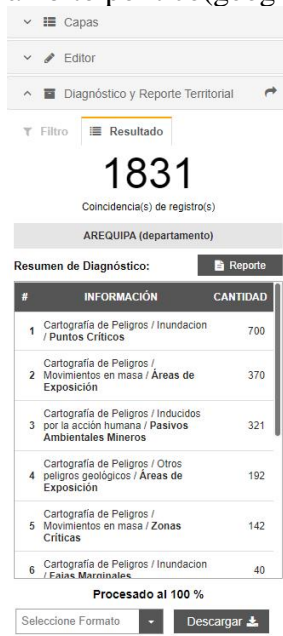 Capas
Editor
Diagnóstico y Reporte Territorial
Filtro Resultado
1831
Coincidencia(s) de registro(s)
AREQUIPA (departamento)
Resumen de Diagnóstico: Reporte
# INFORMACIÓN CANTIDAD
1 Cartografía de Peligros / Inundacion
/ Puntos Críticos 700
2 Cartografía de Peligros /
Movimientos en masa / Áreas de 370
Exposición
3 Cartografía de Peligros / Inducidos
por la acción humana / Pasivos 321
Ambientales Mineros
4 Cartografía de Peligros / Otros
peligros geológicos / Áreas de 192
Exposición
5 Cartografía de Peligros /
Movimientos en masa / Zonas 142
Críticas
6 Cartografía de Peligros / Inundacion 40
/ Fajas Marginales
Procesado al 100 %
Seleccione Formato Descargar